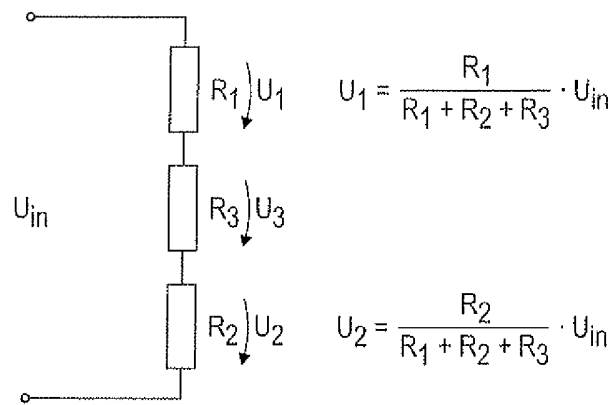 R1 U1
U1 = R1 / (R1 + R2 + R3) · Uin
Uin
R3 U3
R2 U2
U2 = R2 / (R1 + R2 + R3) · Uin